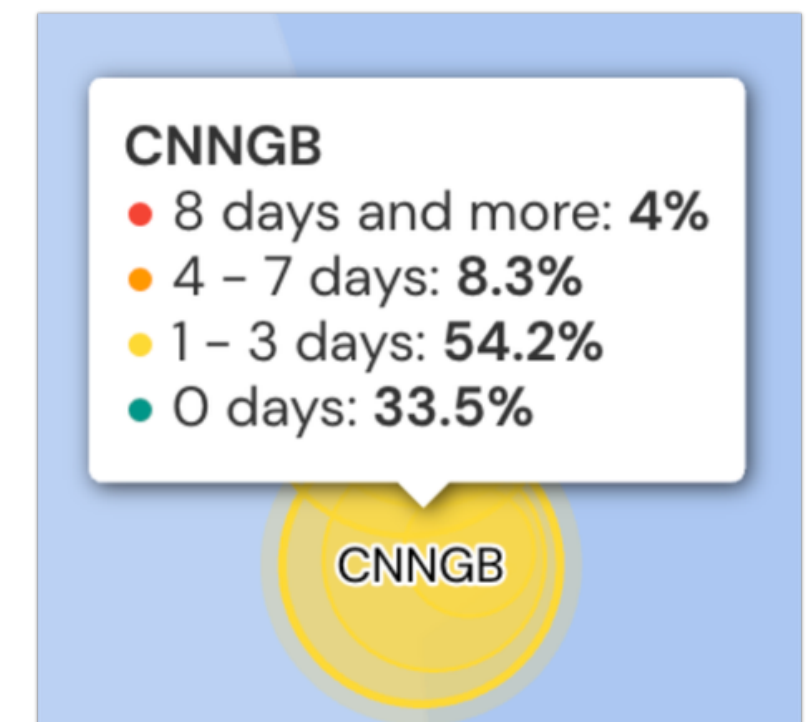 CNNGB
8 days and more: 4%
4 – 7 days: 8.3%
1 – 3 days: 54.2%
0 days: 33.5%
CNNGB